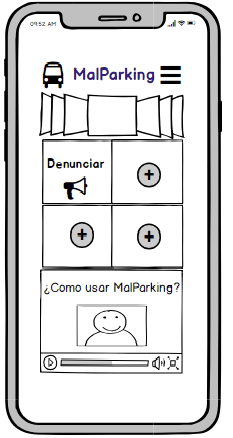 09:52 AM
MalParking
Denunciar
+
+
+
¿Como usar MalParking?